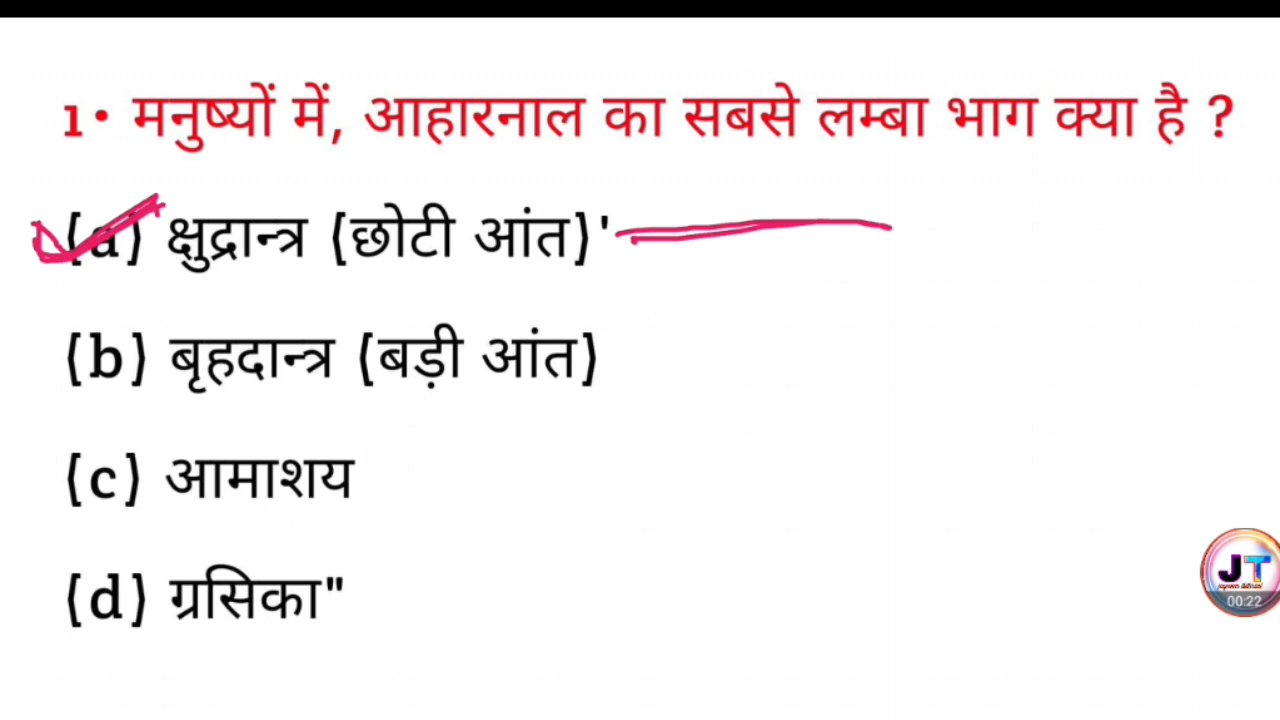 1• मनुष्यों में, आहारनाल का सबसे लम्बा भाग क्या है ?
(a) क्षुद्रान्त्र (छोटी आंत)'
(b) बृहदान्त्र (बड़ी आंत)
(c) आमाशय
(d) ग्रसिका"
JT
00:22